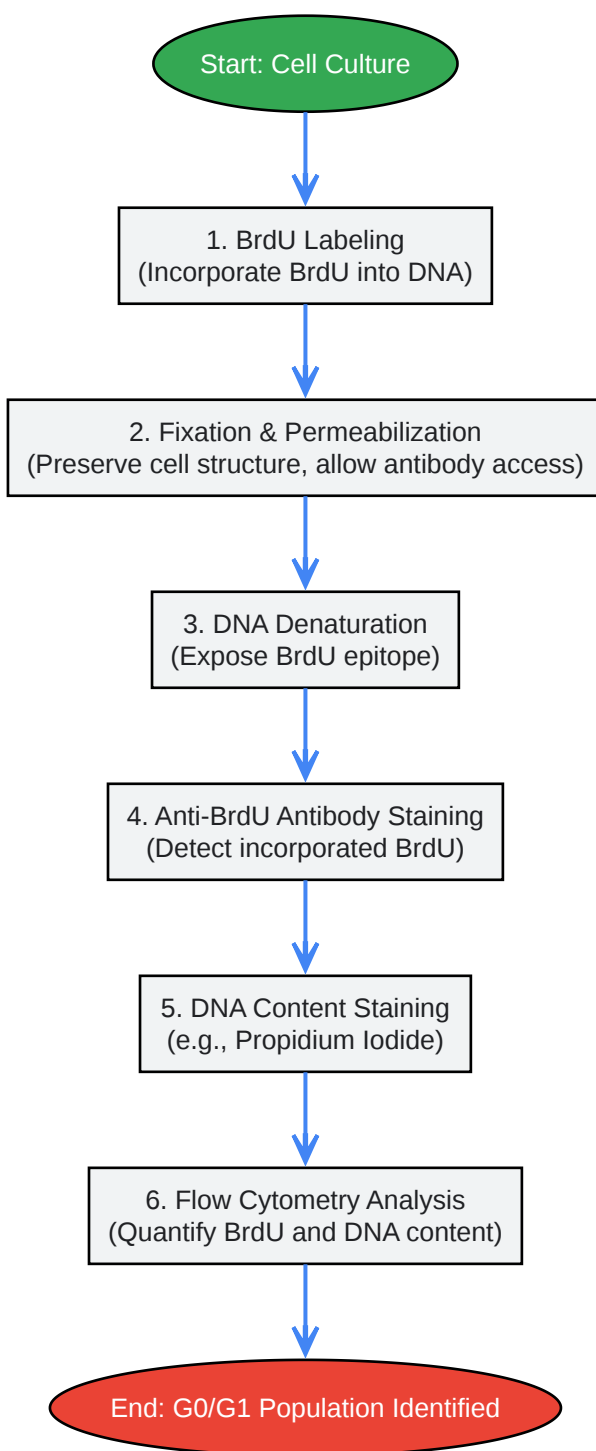 Start: Cell Culture
1. BrdU Labeling
(Incorporate BrdU into DNA)
2. Fixation & Permeabilization
(Preserve cell structure, allow antibody access)
3. DNA Denaturation
(Expose BrdU epitope)
4. Anti-BrdU Antibody Staining
(Detect incorporated BrdU)
5. DNA Content Staining
(e.g., Propidium Iodide)
6. Flow Cytometry Analysis
(Quantify BrdU and DNA content)
End: G0/G1 Population Identified